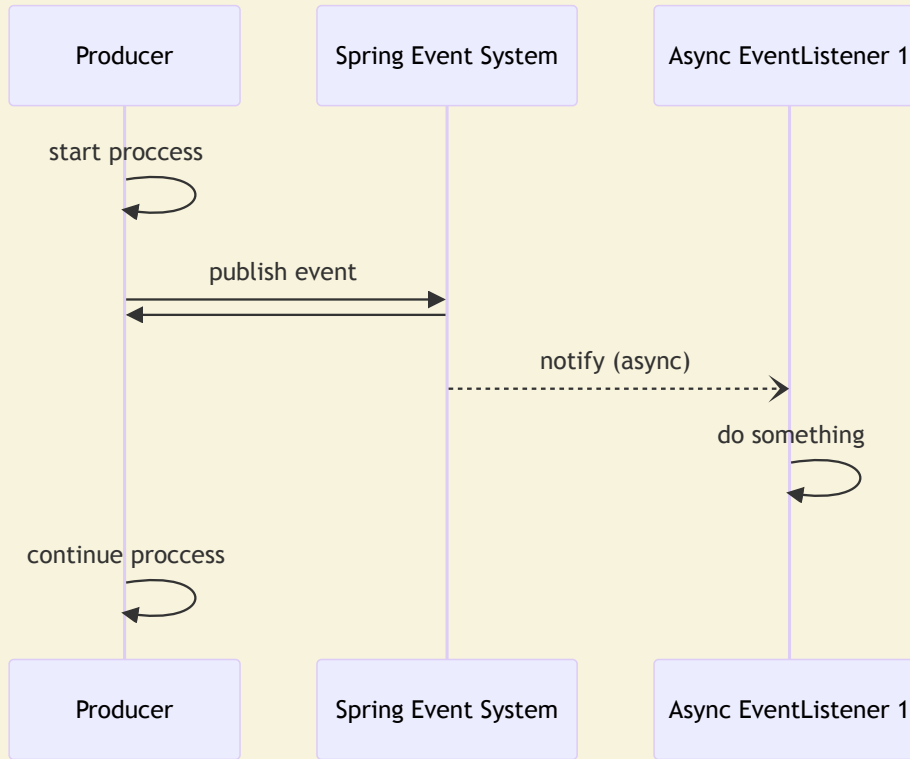 Producer
Spring Event System
Async EventListener 1
start proccess
publish event
notify (async)
do something
continue proccess
Producer
Spring Event System
Async EventListener 1